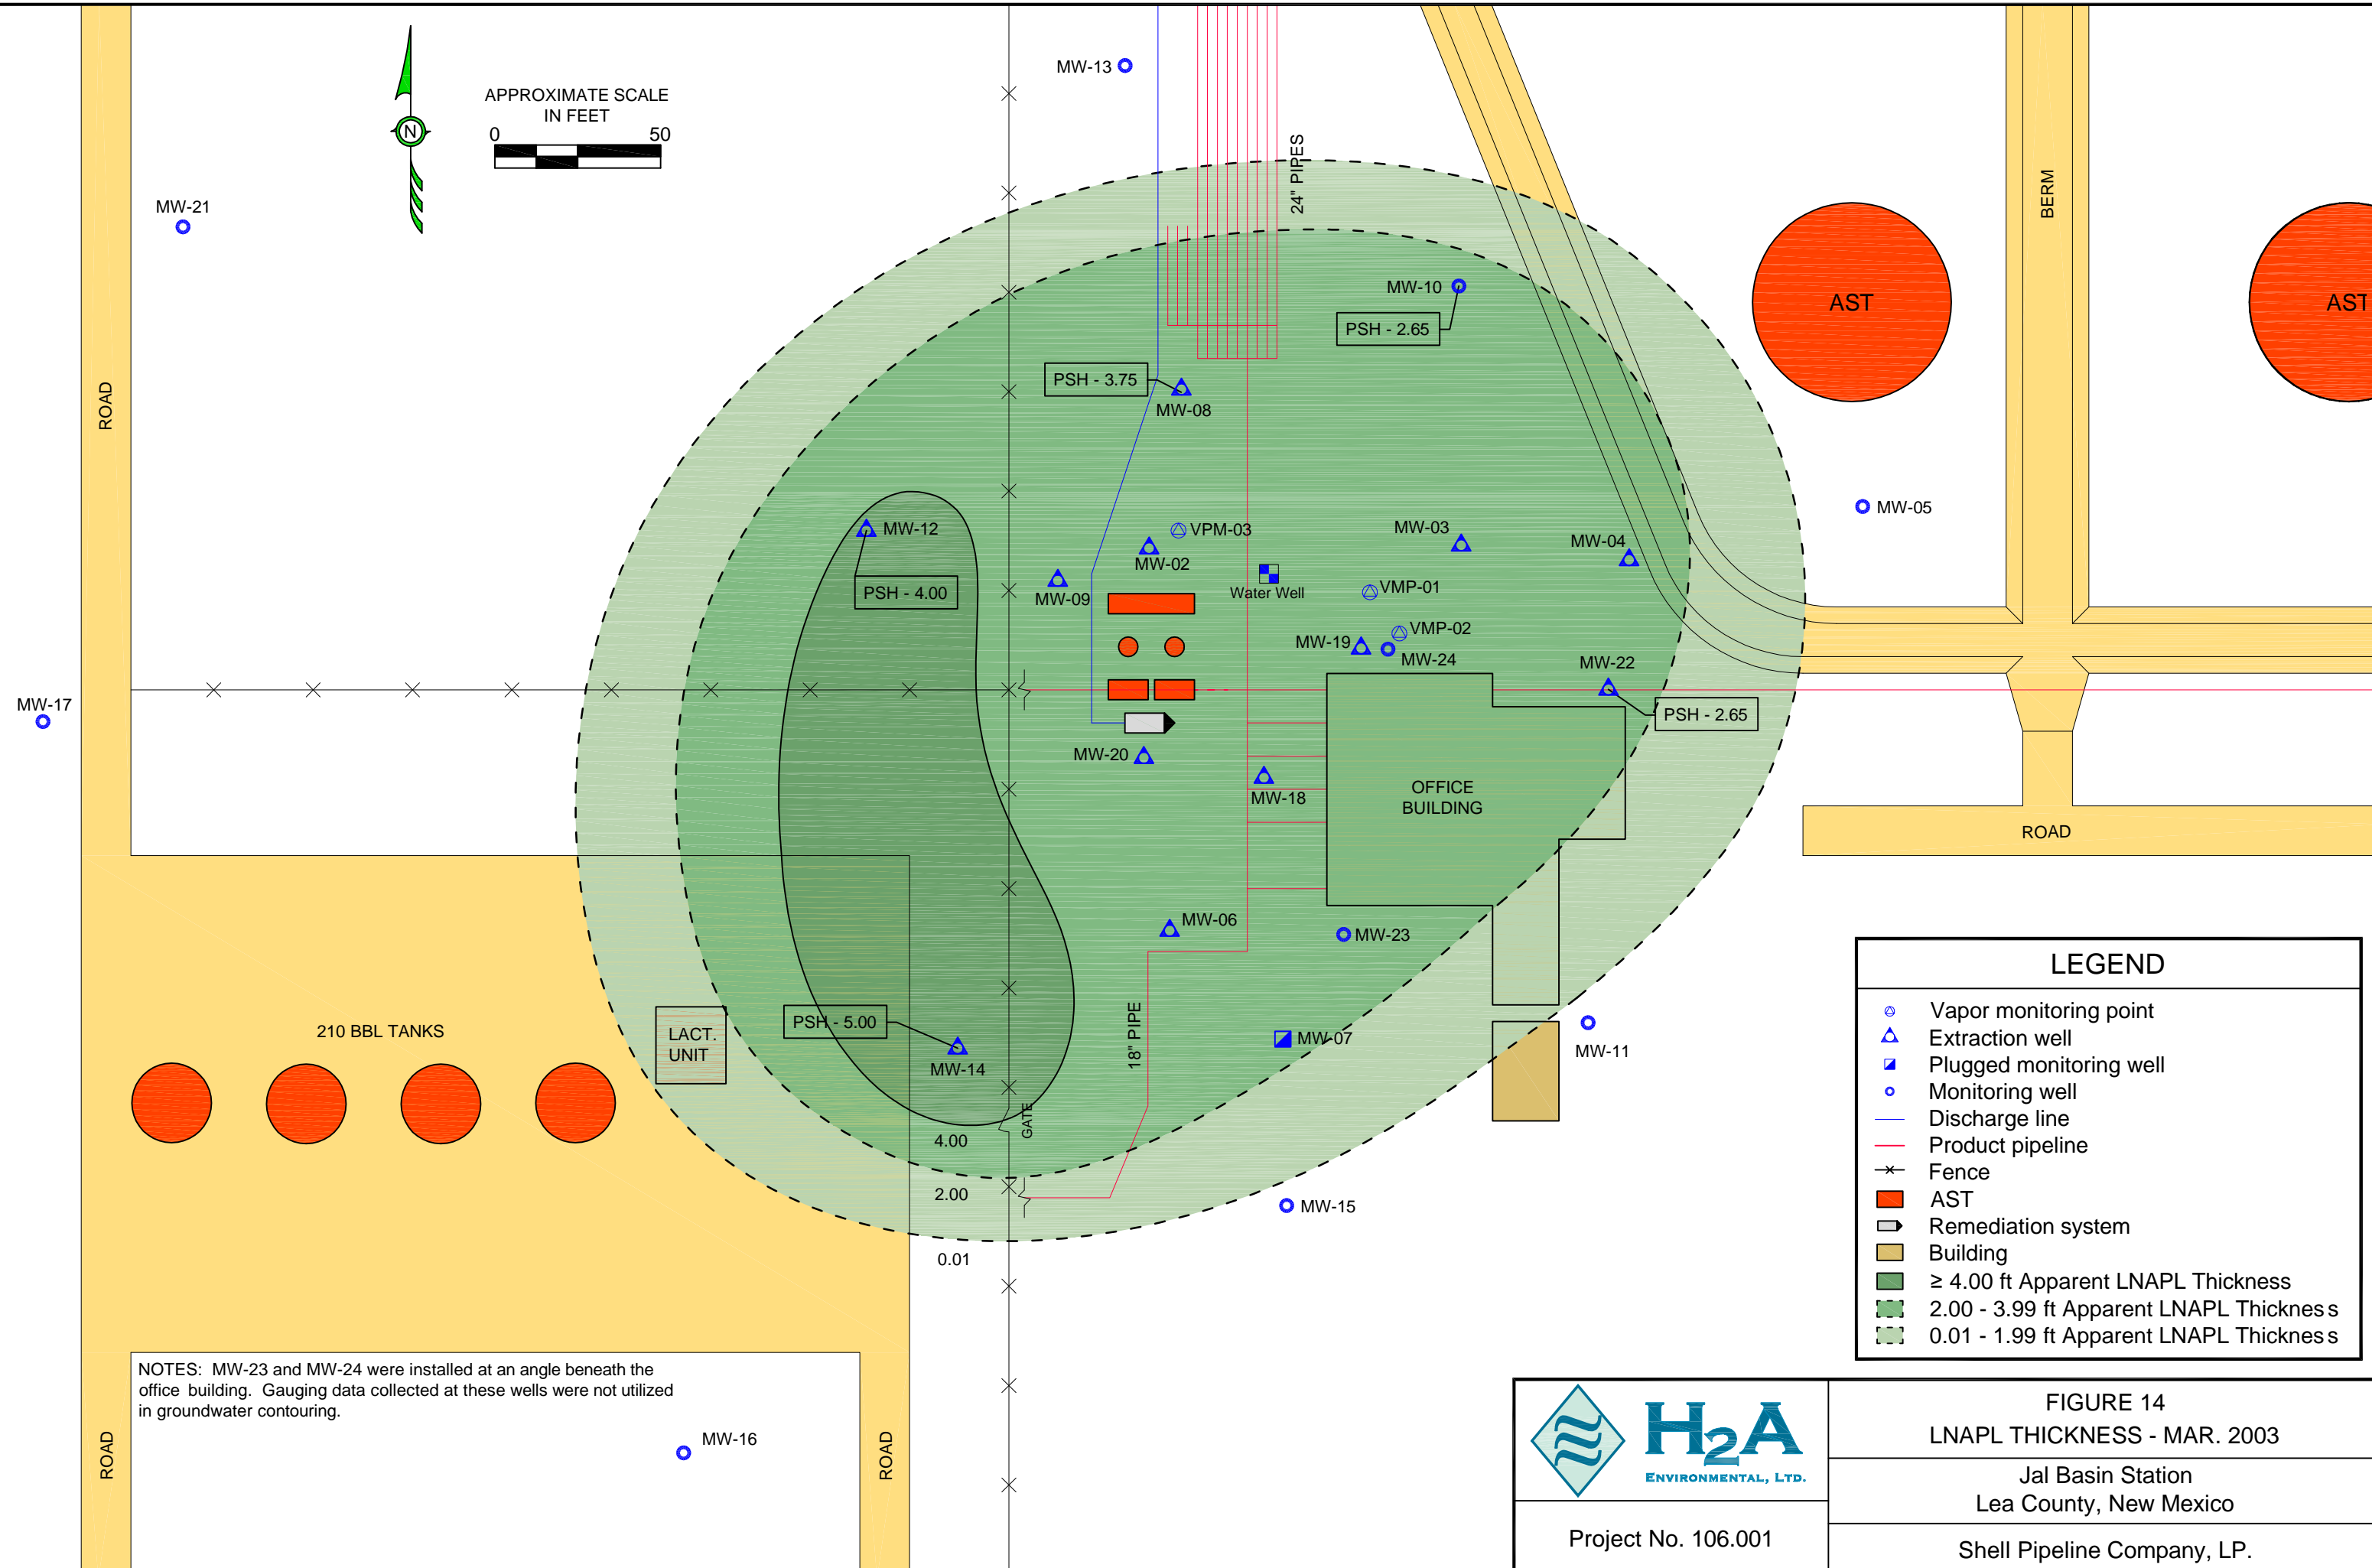 MW-13
APPROXIMATE SCALE
IN FEET
0 50
N
24" PIPES
BERM
MW-21
MW-10
AST
AST
PSH - 2.65
PSH - 3.75
MW-08
ROAD
MW-05
MW-12
VPM-03
MW-03
MW-04
MW-02
PSH - 4.00
MW-09
Water Well
VMP-01
VMP-02
MW-19
MW-24
MW-22
MW-17
PSH - 2.65
MW-20
MW-18
OFFICE
BUILDING
ROAD
MW-06
MW-23
210 BBL TANKS
LACT.
UNIT
PSH - 5.00
MW-14
18" PIPE
MW-07
MW-11
GATE
4.00
2.00
MW-15
0.01
LEGEND
Vapor monitoring point
Extraction well
Plugged monitoring well
Monitoring well
Discharge line
Product pipeline
Fence
AST
Remediation system
Building
≥ 4.00 ft Apparent LNAPL Thickness
2.00 - 3.99 ft Apparent LNAPL Thickness
0.01 - 1.99 ft Apparent LNAPL Thickness
NOTES: MW-23 and MW-24 were installed at an angle beneath the
office building. Gauging data collected at these wells were not utilized
in groundwater contouring.
ROAD
ROAD
MW-16
H2A
ENVIRONMENTAL, LTD.
Project No. 106.001
FIGURE 14
LNAPL THICKNESS - MAR. 2003
Jal Basin Station
Lea County, New Mexico
Shell Pipeline Company, LP.